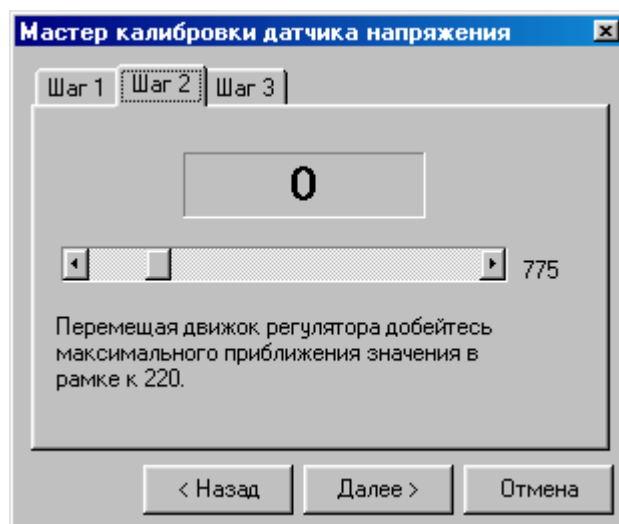 Мастер калибровки датчика напряжения
Шаг 1 Шаг 2 Шаг 3
0
775
Перемещая движок регулятора добейтесь
максимального приближения значения в
рамке к 220.
< Назад Далее > Отмена